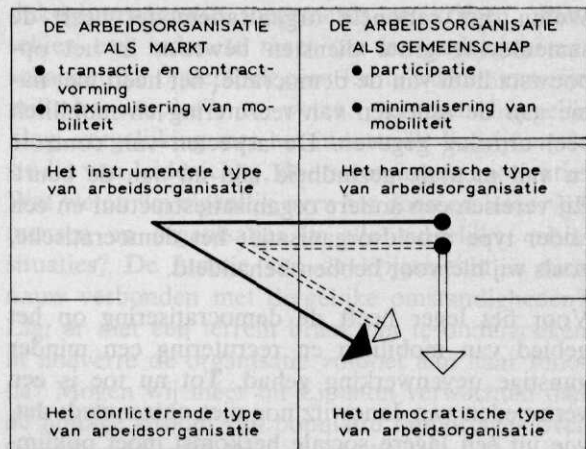 DE ARBEIDSORGANISATIE
ALS MARKT
● transactie en contract-
vorming
● maximalisering van mo-
biliteit
Het instrumentele type
van arbeidsorganisatie
DE ARBEIDSORGANISATIE
ALS GEMEENSCHAP
● participatie
● minimalisering van
mobiliteit
Het harmonische type
van arbeidsorganisatie
Het conflicterende type
van arbeidsorganisatie
Het democratische type
van arbeidsorganisatie